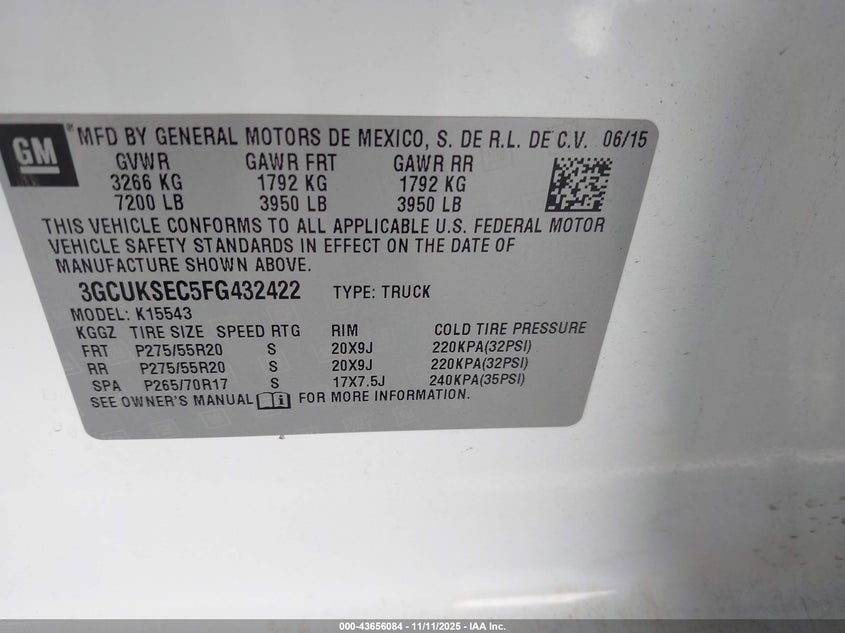 GM ® MFD BY GENERAL MOTORS DE MEXICO, S. DE R.L. DE C.V. 06/15
GVWR GAWR FRT GAWR RR
3266 KG 1792 KG 1792 KG
7200 LB 3950 LB 3950 LB
THIS VEHICLE CONFORMS TO ALL APPLICABLE U.S. FEDERAL MOTOR
VEHICLE SAFETY STANDARDS IN EFFECT ON THE DATE OF
MANUFACTURE SHOWN ABOVE.
3GCUKSEC5FG432422 TYPE: TRUCK
MODEL: K15543
KGGZ TIRE SIZE SPEED RTG RIM COLD TIRE PRESSURE
FRT P275/55R20 S 20X9J 220KPA(32PSI)
RR P275/55R20 S 20X9J 220KPA(32PSI)
SPA P265/70R17 S 17X7.5J 240KPA(35PSI)
SEE OWNER'S MANUAL i FOR MORE INFORMATION.
000-43656084 - 11/11/2025 - IAA Inc.